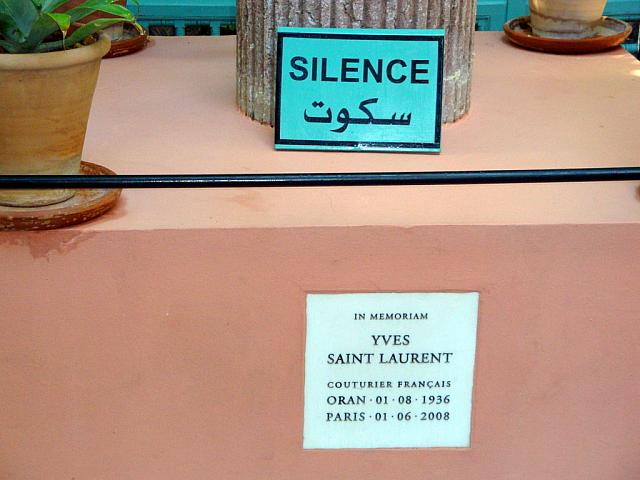 SILENCE
سكوت
IN MEMORIAM
YVES
SAINT LAURENT
COUTURIER FRANÇAIS
ORAN · 01 · 08 · 1936
PARIS · 01 · 06 · 2008